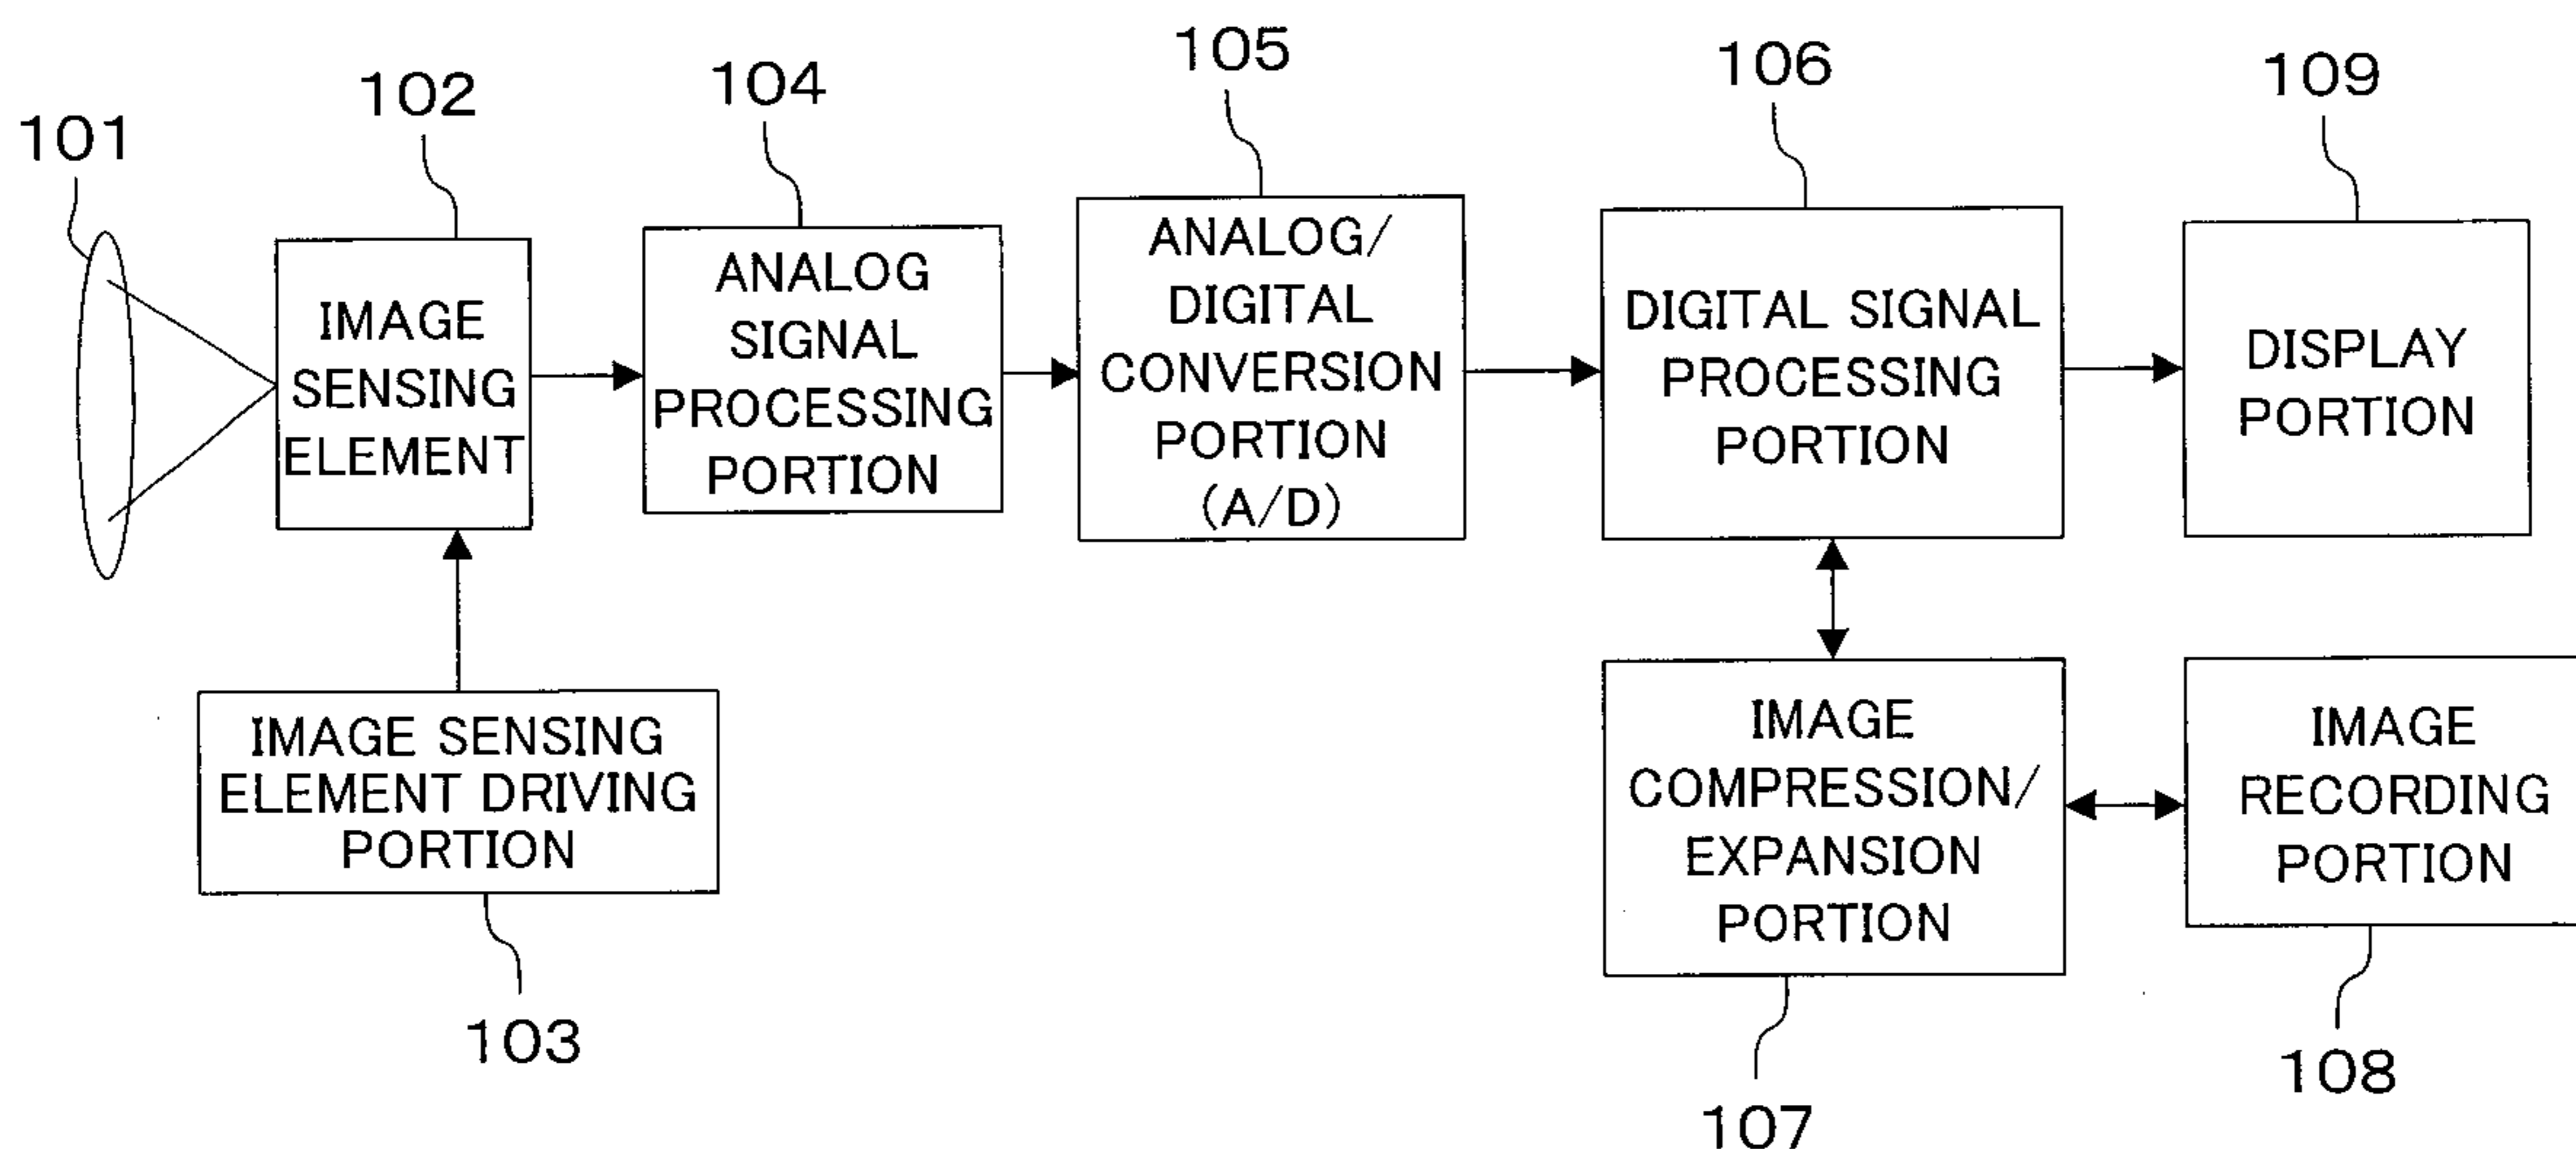 101
102
104
105
106
109
IMAGE
SENSING
ELEMENT
ANALOG
SIGNAL
PROCESSING
PORTION
ANALOG/
DIGITAL
CONVERSION
PORTION
(A/D)
DIGITAL SIGNAL
PROCESSING
PORTION
DISPLAY
PORTION
IMAGE SENSING
ELEMENT DRIVING
PORTION
IMAGE
COMPRESSION/
EXPANSION
PORTION
IMAGE
RECORDING
PORTION
103
107
108